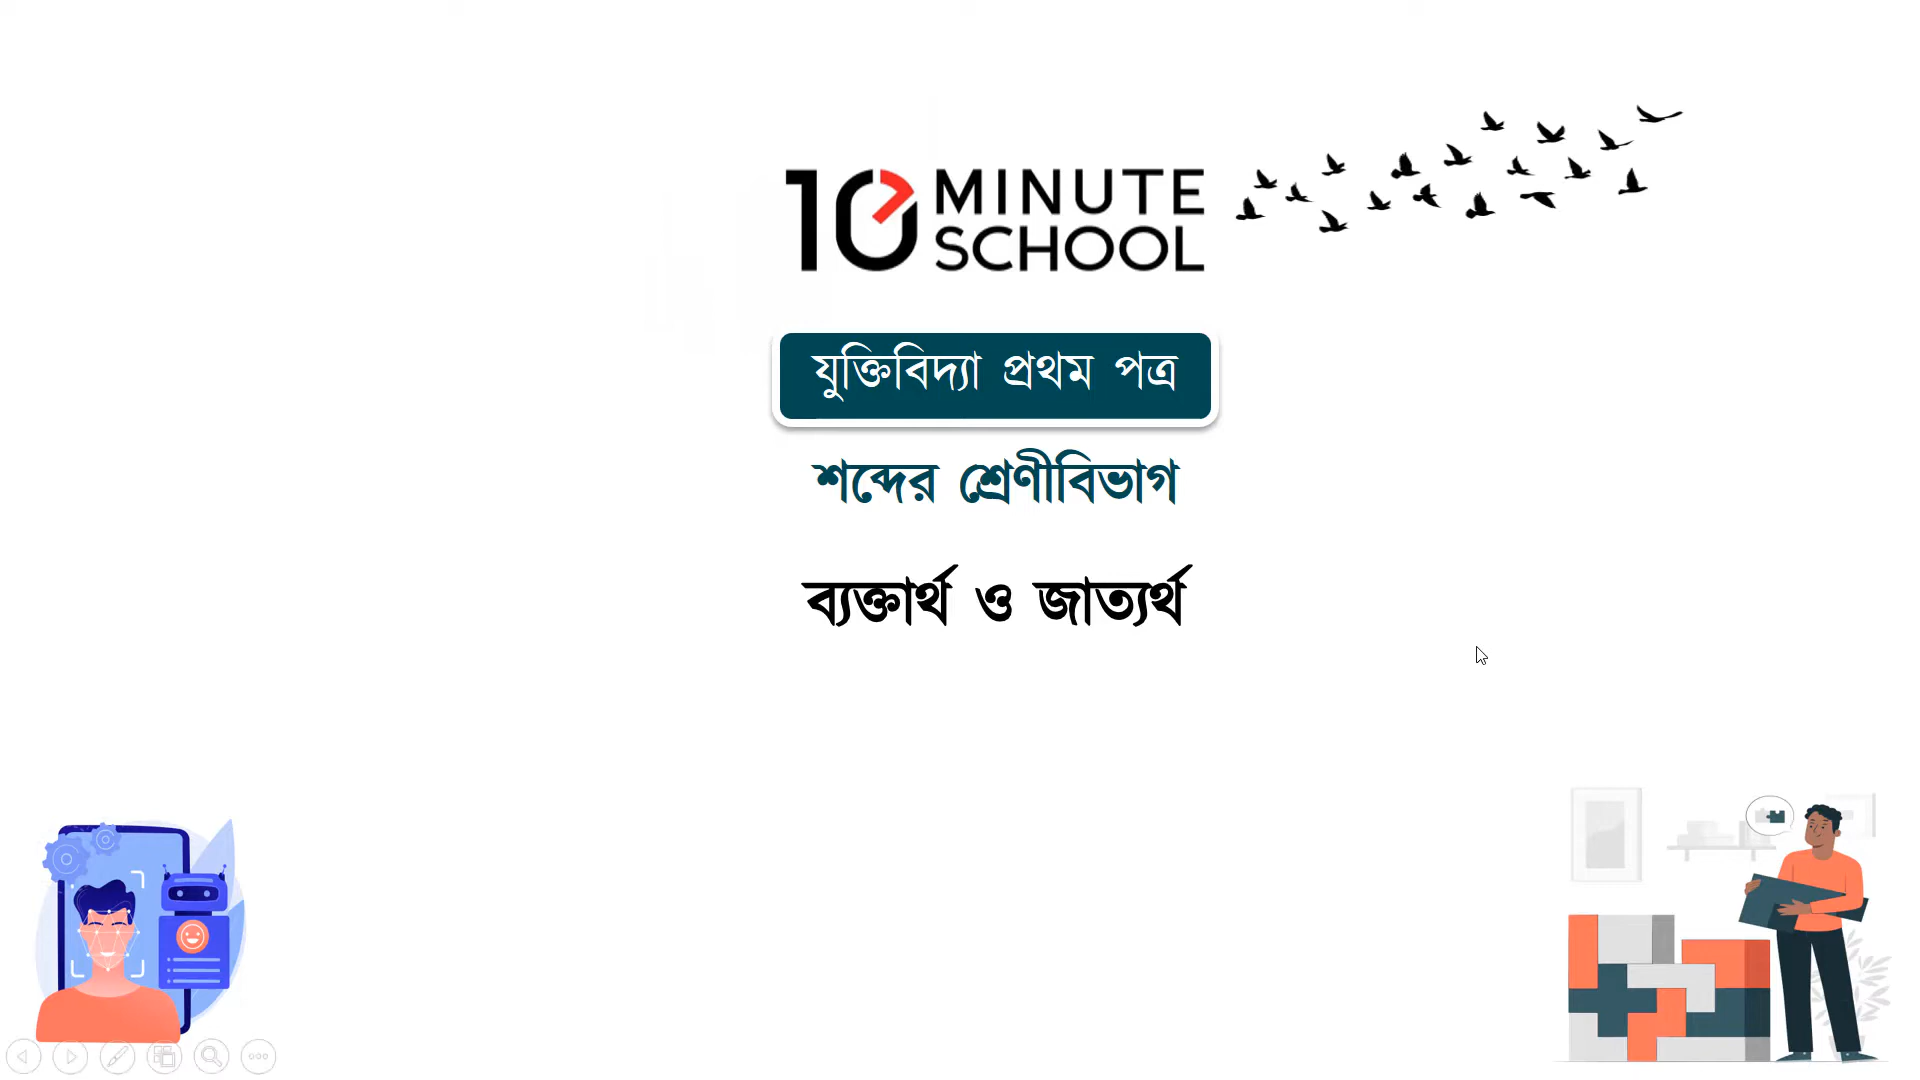 10 MINUTE
SCHOOL
যুক্তিবিদ্যা প্রথম পত্র
শব্দের শ্রেণীবিভাগ
ব্যক্তার্থ ও জাত্যর্থ